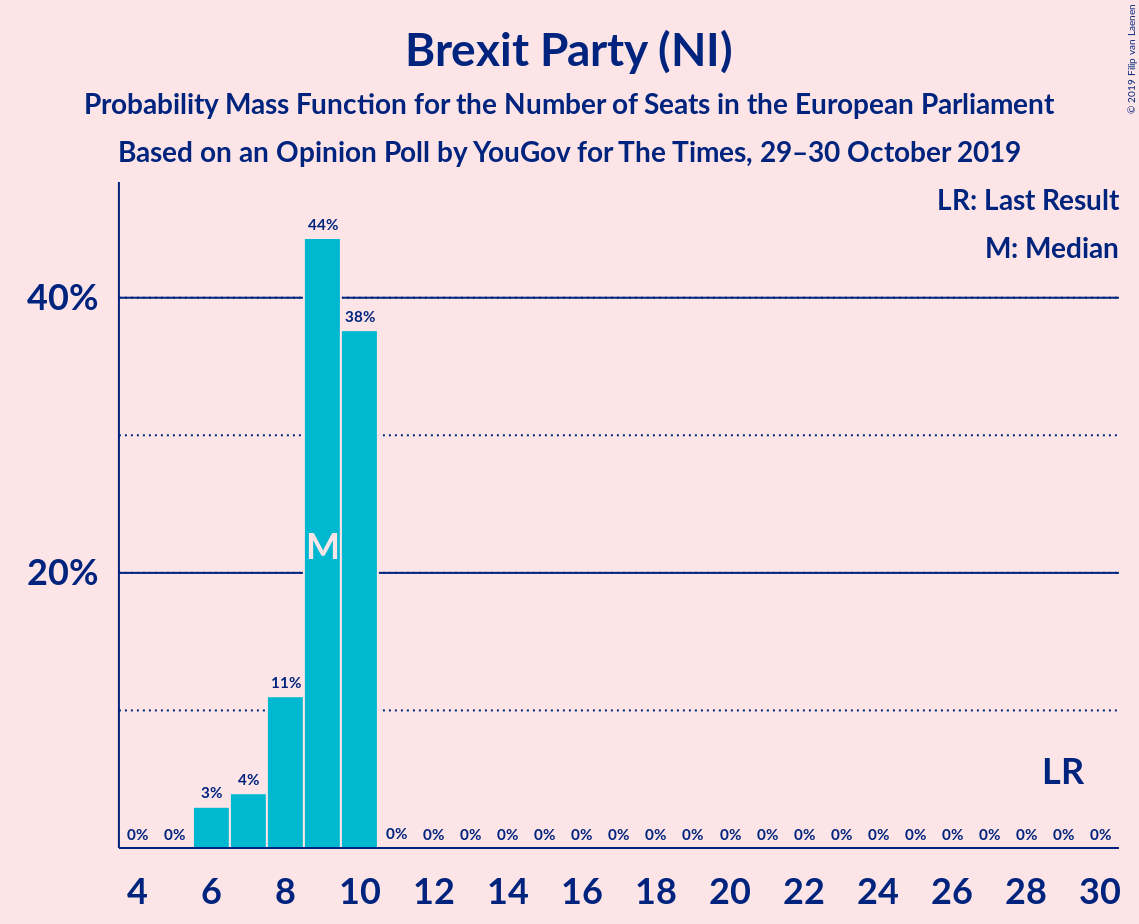 Brexit Party (NI)
Probability Mass Function for the Number of Seats in the European Parliament
Based on an Opinion Poll by YouGov for The Times, 29–30 October 2019
© 2019 Filip van Laenen
LR: Last Result
M: Median
44%
40%
38%
M
20%
11%
LR
4%
3%
0% 0% 0% 0% 0% 0% 0% 0% 0% 0% 0% 0% 0% 0% 0% 0% 0% 0% 0% 0% 0% 0%
4 6 8 10 12 14 16 18 20 22 24 26 28 30